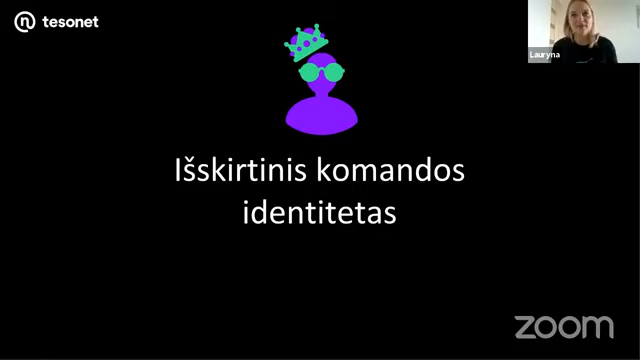 tesonet
Lauryna
Išskirtinis komandos
identitetas
zoom